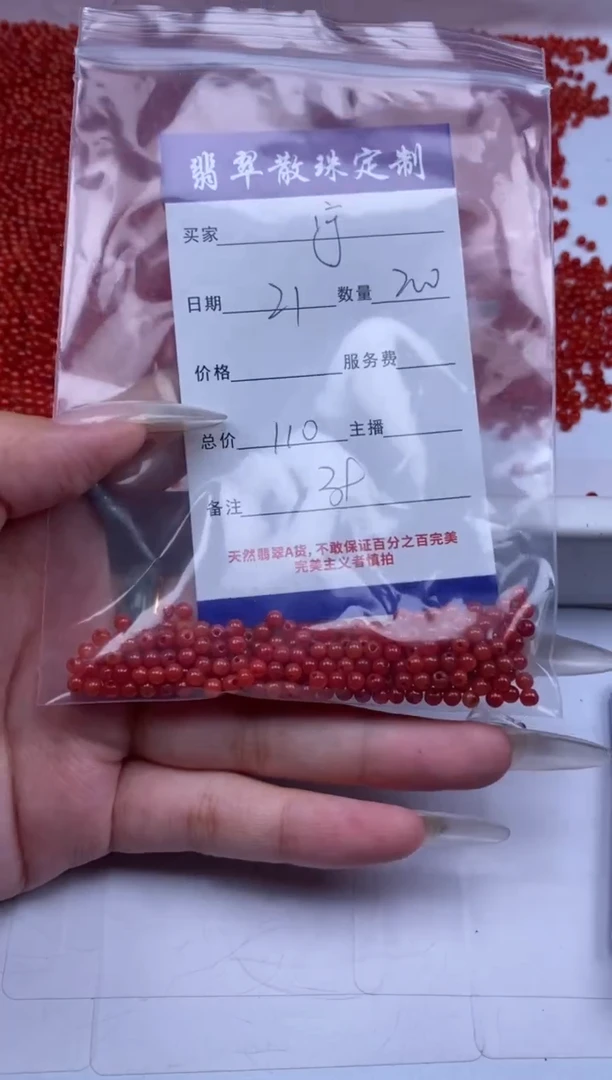 翡翠散珠定制
买家
日期 21 数量 200
价格 服务费
总价 110 主播
备注
天然翡翠A货,不敢保证百分之百完美
完美主义者慎拍